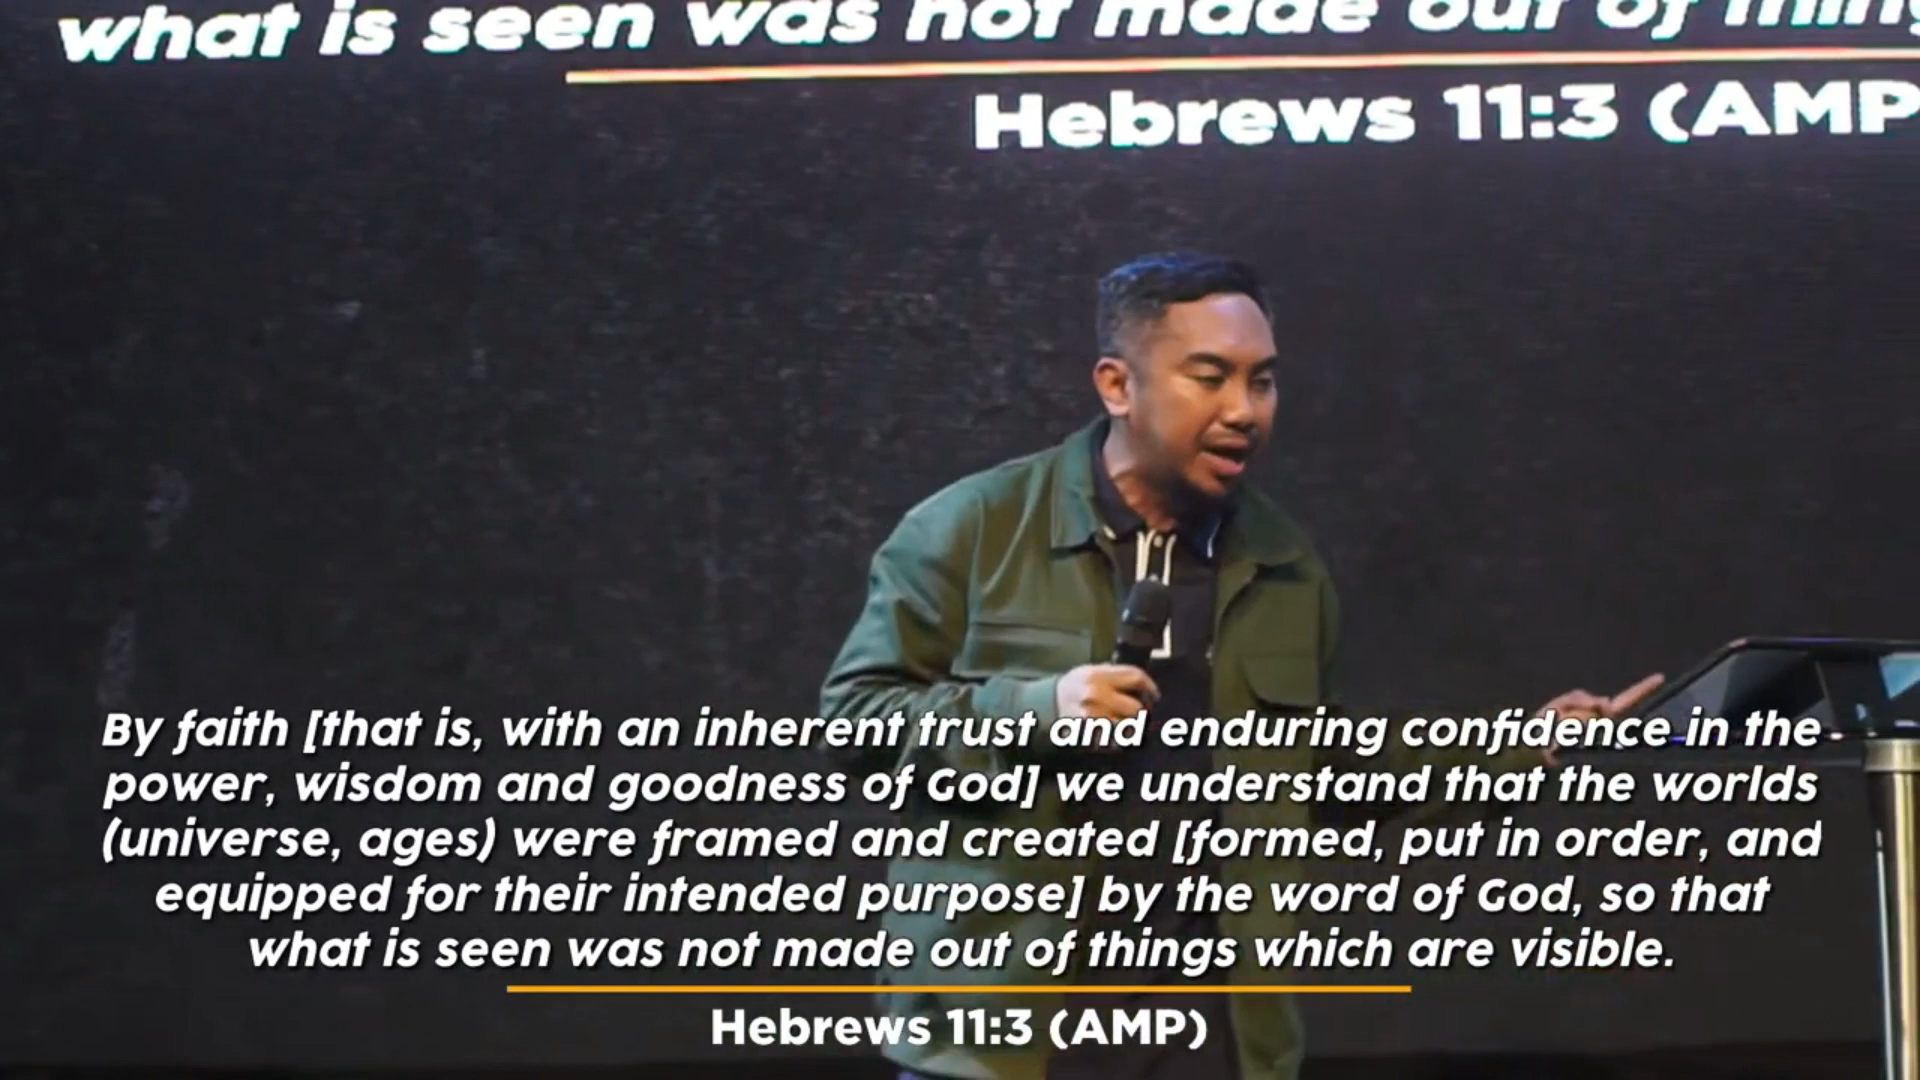 what is seen was not made out of
Hebrews 11:3 (AMP
By faith [that is, with an inherent trust and enduring confidence in the
power, wisdom and goodness of God] we understand that the worlds
(universe, ages) were framed and created [formed, put in order, and
equipped for their intended purpose] by the word of God, so that
what is seen was not made out of things which are visible.
Hebrews 11:3 (AMP)